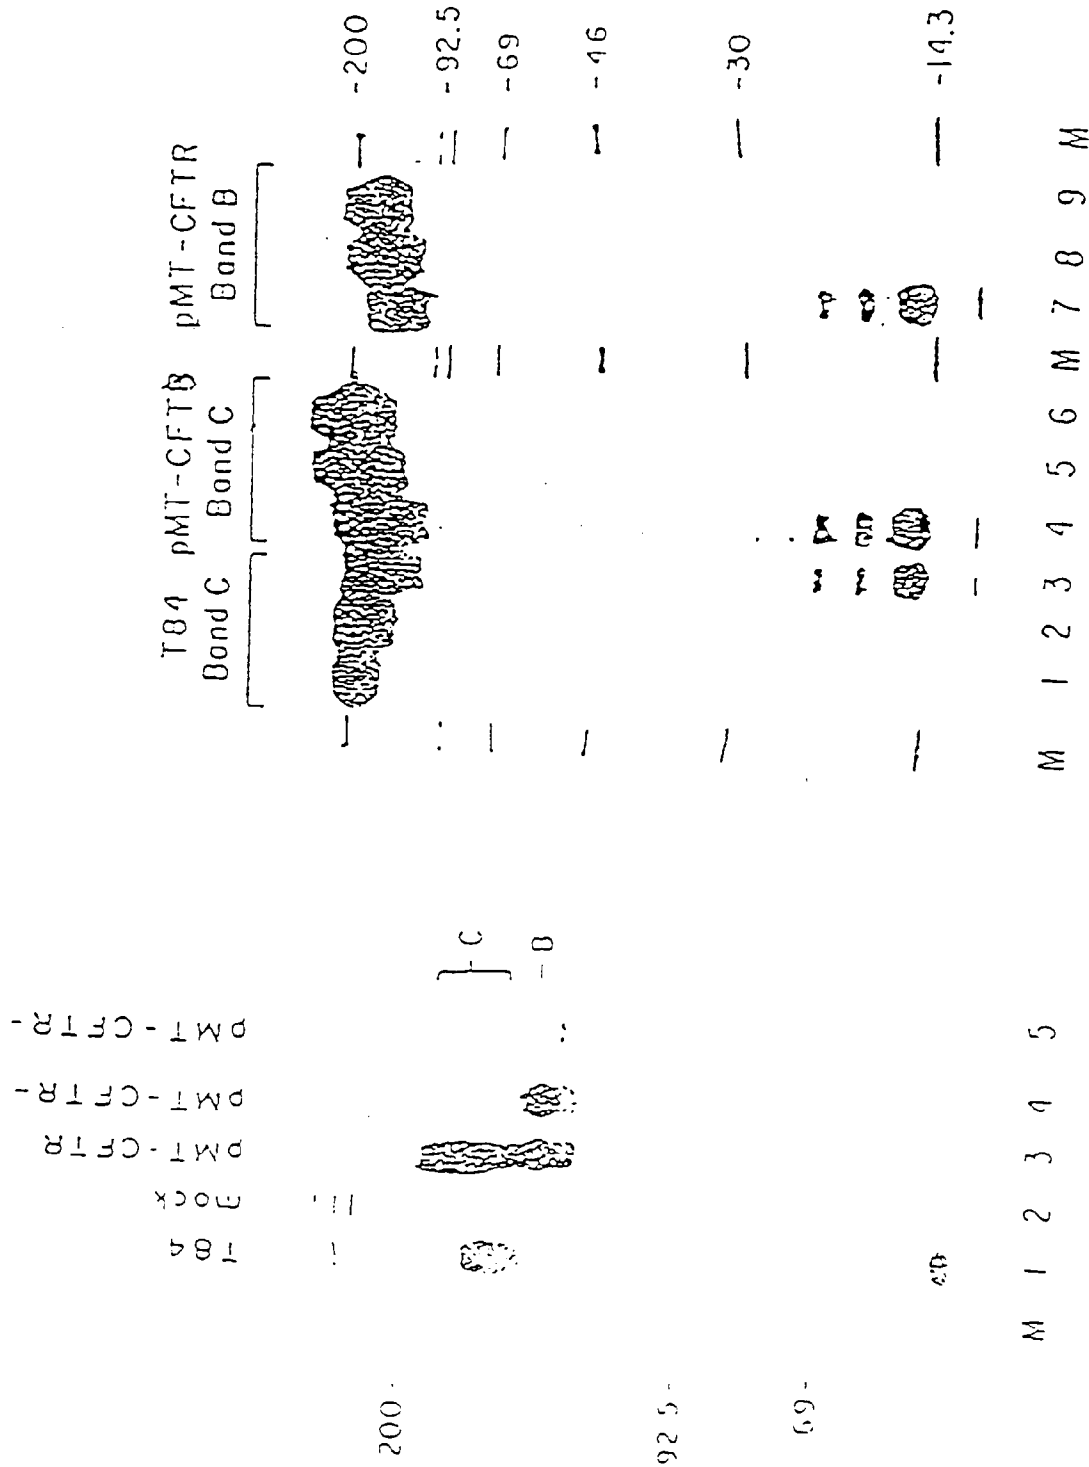 T84 pMT-CFTR pMT-CFTR
Band C Band C Band B
-200
-92.5
-69
-46
-30
-14.3
M 1 2 3 4 5 6 M 7 8 9 M
T84
mock
pMT-CFTR
pMT-CFTR-
pMT-CFTR-
C
-B
200-
92.5-
69-
M 1 2 3 4 5